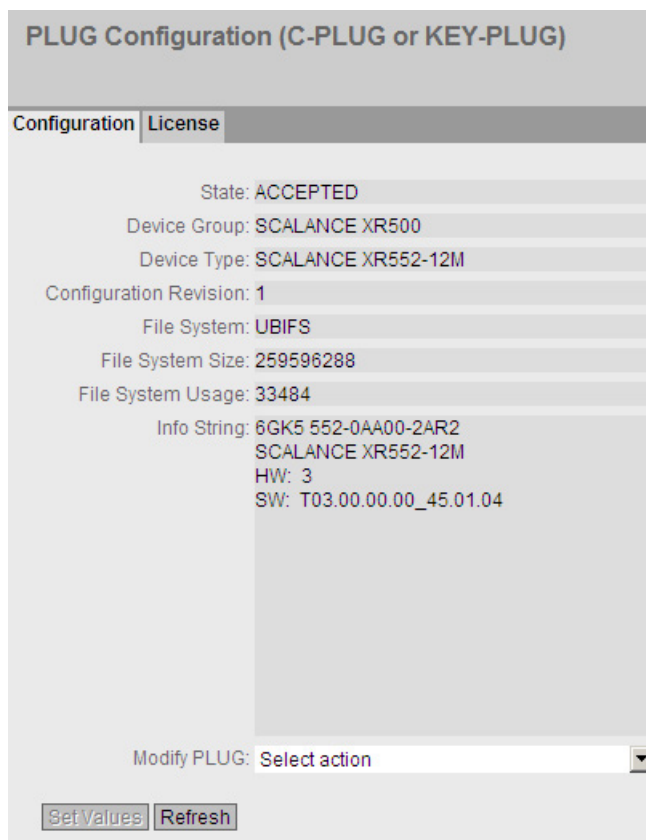 PLUG Configuration (C-PLUG or KEY-PLUG)
Configuration License
State: ACCEPTED
Device Group: SCALANCE XR500
Device Type: SCALANCE XR552-12M
Configuration Revision: 1
File System: UBIFS
File System Size: 259596288
File System Usage: 33484
Info String: 6GK5 552-0AA00-2AR2
SCALANCE XR552-12M
HW: 3
SW: T03.00.00.00_45.01.04
Modify PLUG: Select action
Set Values Refresh